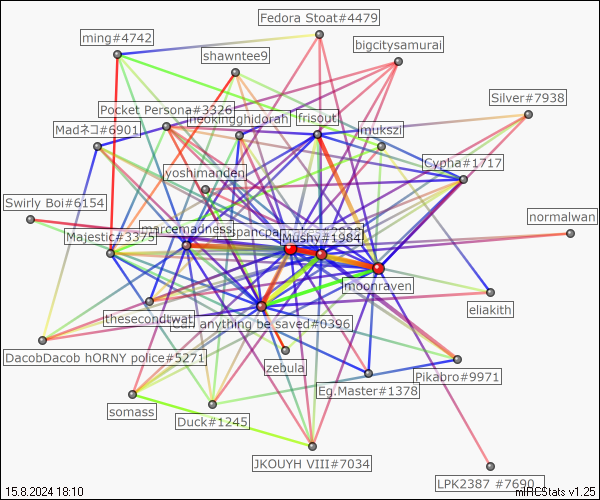 Fedora Stoat#4479
ming#4742
bigcitysamurai
shawntee9
Silver#7938
Pocket Persona#3326
neokingghidorah
frisout
mukszi
Madネコ#6901
Cypha#1717
yoshimanden
Swirly Boi#6154
normalwan
marcemadness
Mushy#1984
Majestic#3375
moonraven
eliakith
thesecondtwat
anything be saved#0396
DacobDacob hORNY police#5271
zebula
Pikabro#9971
Eg.Master#1378
somass
Duck#1245
JKOUYH VIII#7034
LPK2387 #7690
15.8.2024 18:10
mIRCStats v1.25